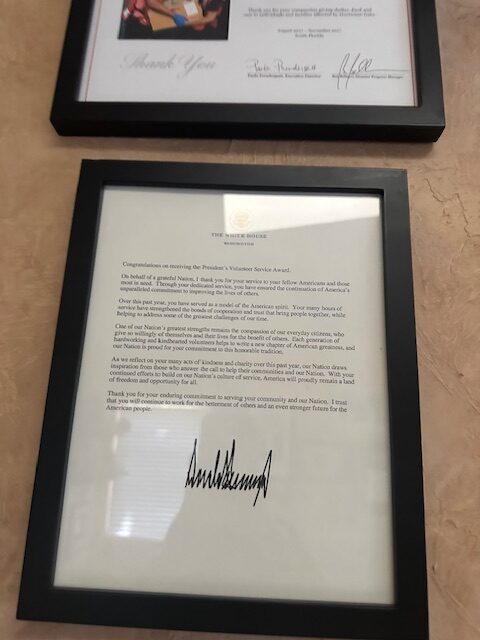 Thank you for your compassion giving shelter, food and
care to individuals and families affected by Hurricane Irma
August 2017 - November 2017
South Florida
Thank You
THE WHITE HOUSE
WASHINGTON
Congratulations on receiving the President's Volunteer Service Award.
On behalf of a grateful Nation, I thank you for your service to your fellow Americans and those
most in need. Through your dedicated service, you have ensured the continuation of America's
unparalleled commitment to improving the lives of others.
Over this past year, you have served as a model of the American spirit. Your many hours of
service have strengthened the bonds of cooperation and trust that bring people together, while
helping to address some of the greatest challenges of our time.
One of our Nation's greatest strengths remains the compassion of our everyday citizens, who
give so willingly of themselves and their lives for the benefit of others. Each generation of
hardworking and kindhearted volunteers helps to write a new chapter of American greatness, and
our Nation is proud for your commitment to this honorable tradition.
As we reflect on your many acts of kindness and charity over this past year, our Nation draws
inspiration from those who answer the call to help their communities and our Nation. With your
continued efforts to build on our Nation's culture of service, America will proudly remain a land
of freedom and opportunity for all.
Thank you for your enduring commitment to serving your community and our Nation. I trust
that you will continue to work for the betterment of others and an even stronger future for the
American people.